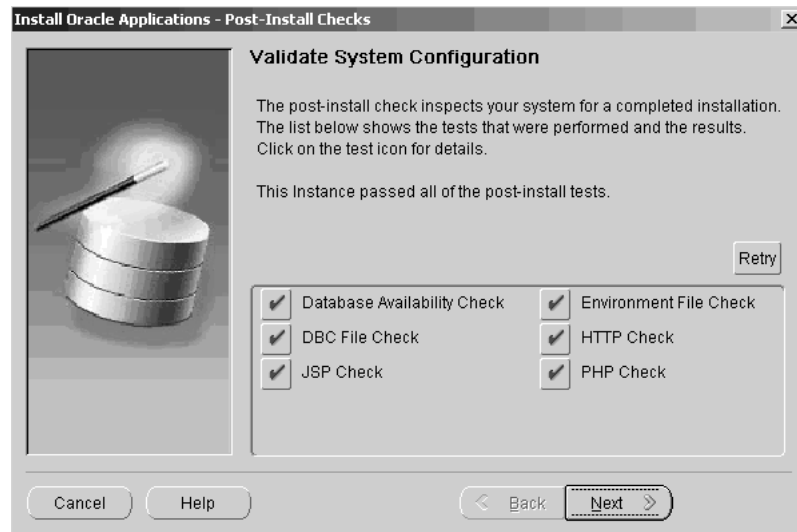 Install Oracle Applications - Post-Install Checks
Validate System Configuration
The post-install check inspects your system for a completed installation.
The list below shows the tests that were performed and the results.
Click on the test icon for details.
This Instance passed all of the post-install tests.
Retry
Database Availability Check
Environment File Check
DBC File Check
HTTP Check
JSP Check
PHP Check
Cancel
Help
Back
Next